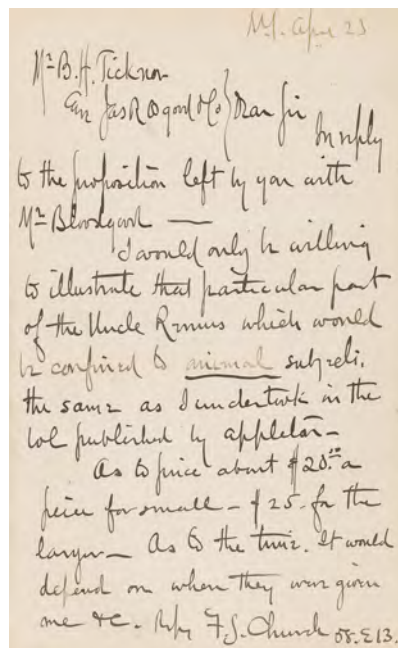 NY. April 23
Mr B. H. Ticknor
Care Jas R Osgood & Co } Dear Sir
In reply
to the proposition left by you with
Mr Bloodgood —
I would only be willing
to illustrate that particular part
of the Uncle Remus which would
be confined to animal subjects.
the same as I undertook in the
vol published by Appleton—
As to price about $20.00 a
piece for small — $25. for the
larger — As to the time. It would
depend on when they were given
me &c. Resply F. S. Church 58. E 13.